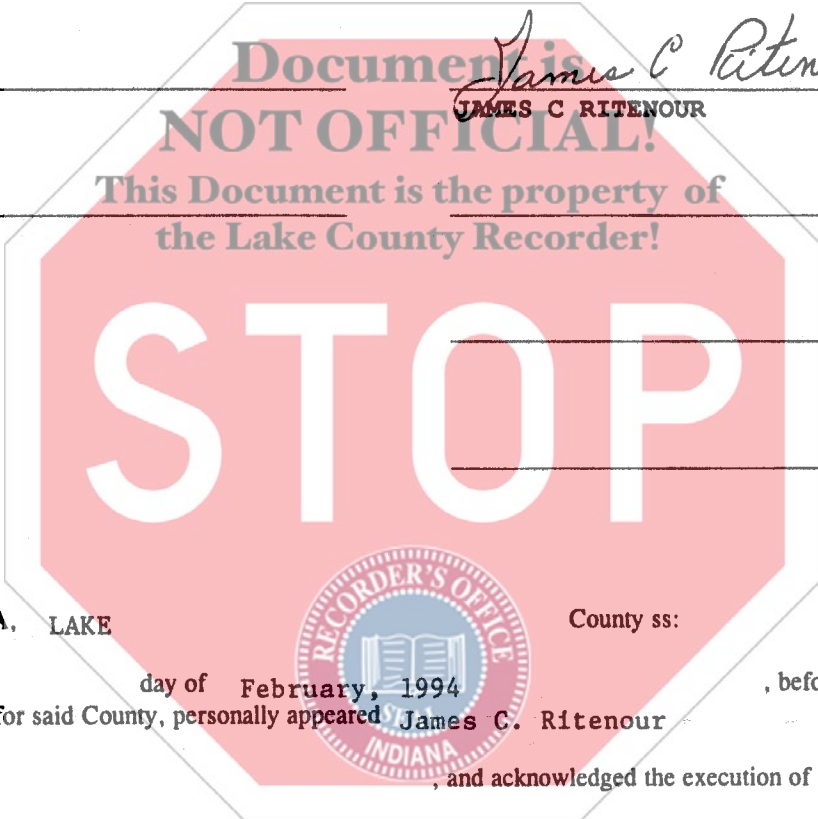 Document is
James C Riten
JAMES C RITENOUR
NOT OFFICIAL!
This Document is the property of
the Lake County Recorder!
STOP
RECORDER'S OFFICE
LAKE County ss:
day of February, 1994 , befo
for said County, personally appeared James C. Ritenour
SEAL
INDIANA
, and acknowledged the execution of